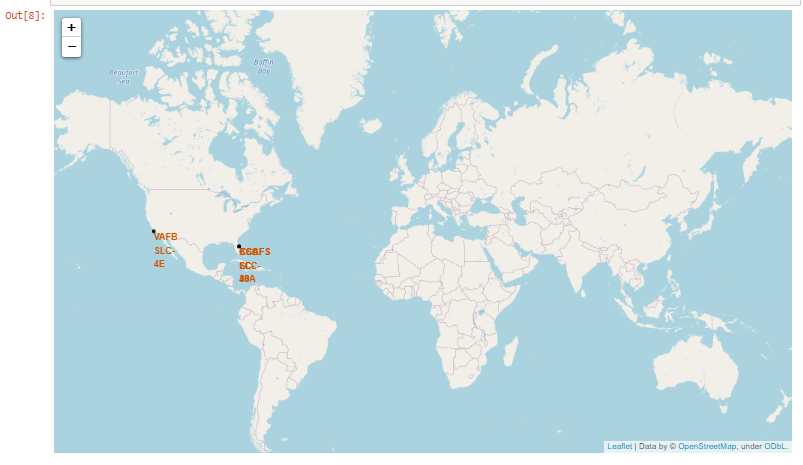 Out[8]:
+
−
Beaufort
Sea
Baffin
Bay
VAFB
SLC-
4E
Leaflet | Data by © OpenStreetMap, under ODbL.